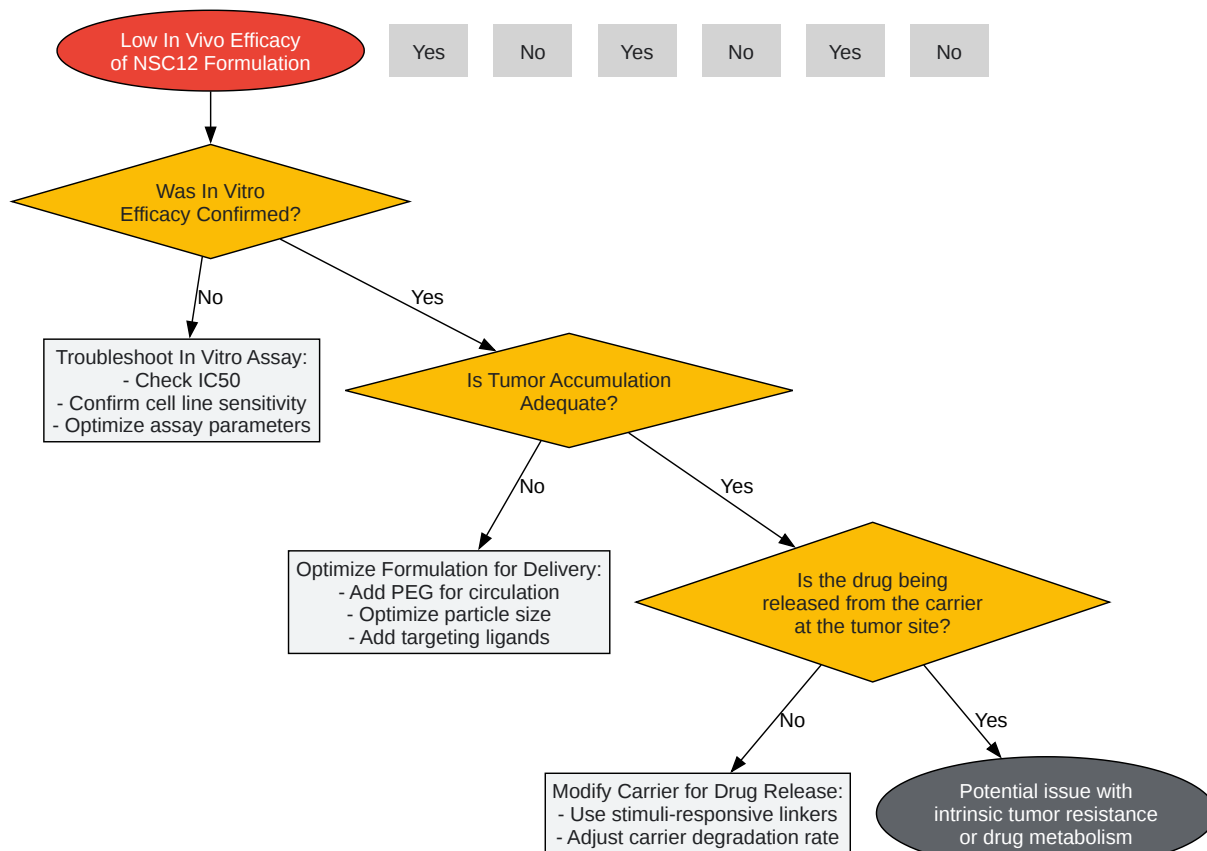 Low In Vivo Efficacy
of NSC12 Formulation
Yes
No
Yes
No
Yes
No
Was In Vitro
Efficacy Confirmed?
No
Yes
Troubleshoot In Vitro Assay:
- Check IC50
- Confirm cell line sensitivity
- Optimize assay parameters
Is Tumor Accumulation
Adequate?
No
Yes
Optimize Formulation for Delivery:
- Add PEG for circulation
- Optimize particle size
- Add targeting ligands
Is the drug being
released from the carrier
at the tumor site?
No
Yes
Modify Carrier for Drug Release:
- Use stimuli-responsive linkers
- Adjust carrier degradation rate
Potential issue with
intrinsic tumor resistance
or drug metabolism